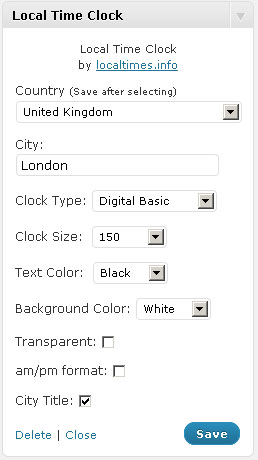 Local Time Clock
Local Time Clock
by localtimes.info
Country (Save after selecting)
United Kingdom
City:
London
Clock Type: Digital Basic
Clock Size: 150
Text Color: Black
Background Color: White
Transparent:
am/pm format:
City Title:
Delete | Close Save